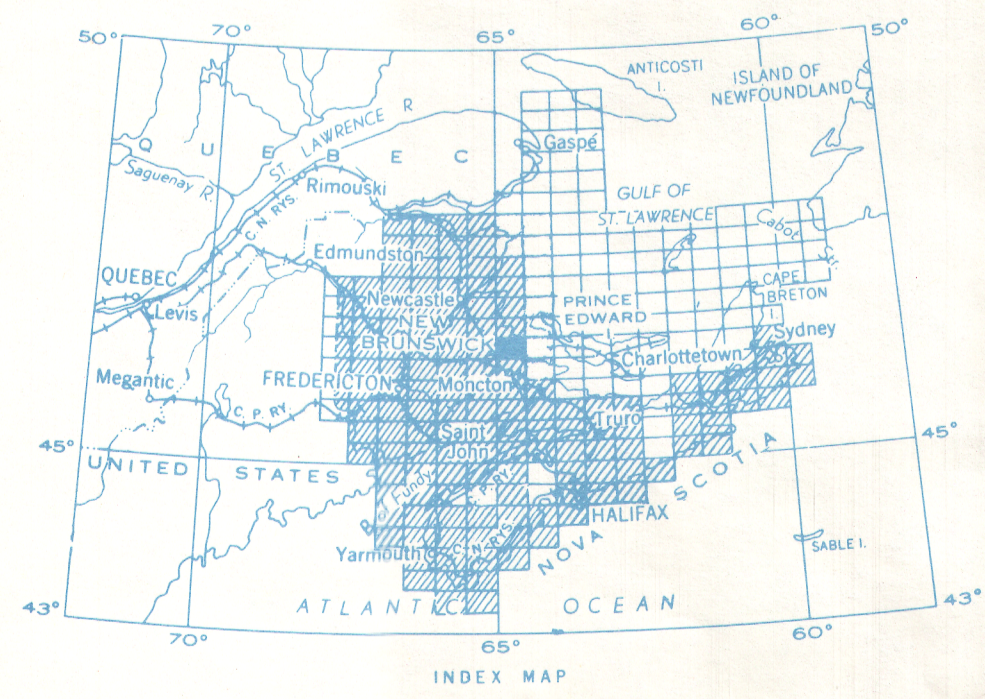 50° 70° 65° 60° 50°
ANTICOSTI
I.
ISLAND OF
NEWFOUNDLAND
Q U E B E C
ST. LAWRENCE R
Gaspé
Saguenay R.
Rimouski
GULF OF
ST. LAWRENCE
C.N. RYS.
Cabot
Str.
Edmundston
QUEBEC
Levis
Newcastle
NEW
BRUNSWICK
PRINCE
EDWARD
CAPE
BRETON
I.
Sydney
Charlottetown
Megantic
FREDERICTON
Moncton
C. P. RY.
Truro
Saint
John
45° 45°
UNITED STATES
B. of Fundy
C. P. RY.
HALIFAX
NOVA SCOTIA
Yarmouth
C. N. RYS.
SABLE I.
ATLANTIC OCEAN
43° 43°
70° 65° 60°
INDEX MAP